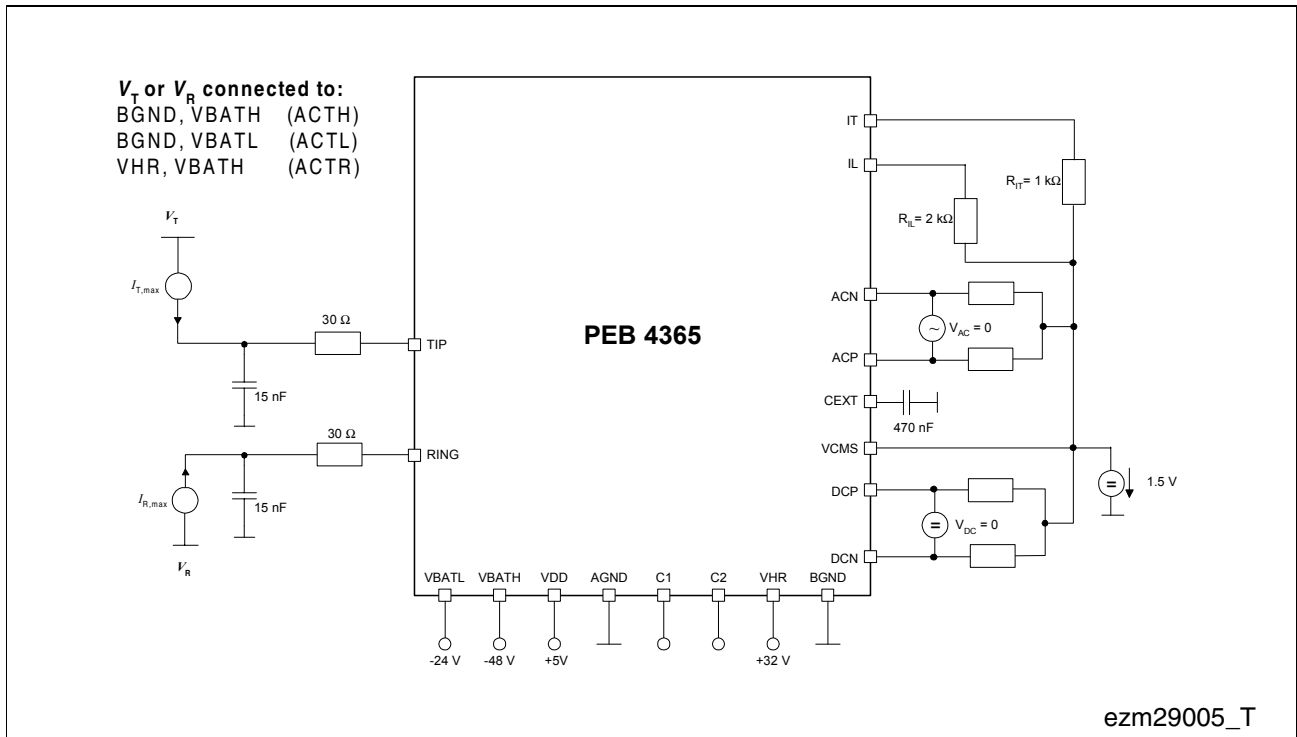 V_T or V_R connected to:
BGND, VBATH (ACTH)
BGND, VBATL (ACTL)
VHR, VBATH (ACTR)
V_T
I_T,max
30 Ω
15 nF
TIP
30 Ω
15 nF
RING
I_R,max
V_R
PEB 4365
IT
IL
R_IT= 1 kΩ
R_IL= 2 kΩ
ACN
~
V_AC = 0
ACP
CEXT
470 nF
VCMS
DCP
=
V_DC = 0
DCN
=
1.5 V
VBATL VBATH VDD AGND C1 C2 VHR BGND
-24 V -48 V +5V +32 V
ezm29005_T